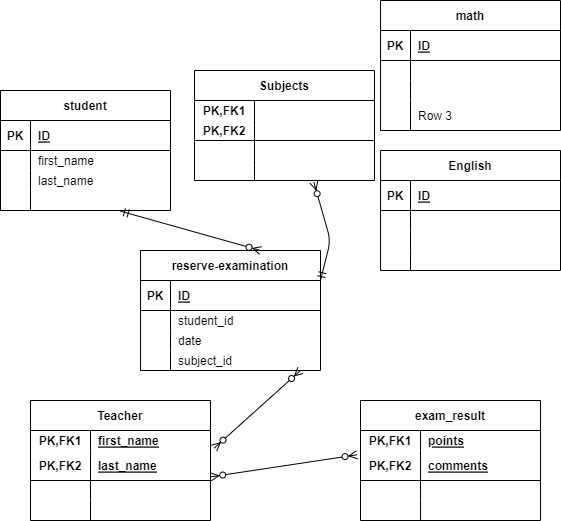 math
PK ID
Row 3
Subjects
PK,FK1
PK,FK2
student
PK ID
first_name
last_name
English
PK ID
reserve-examination
PK ID
student_id
date
subject_id
Teacher
PK,FK1 first_name
PK,FK2 last_name
exam_result
PK,FK1 points
PK,FK2 comments